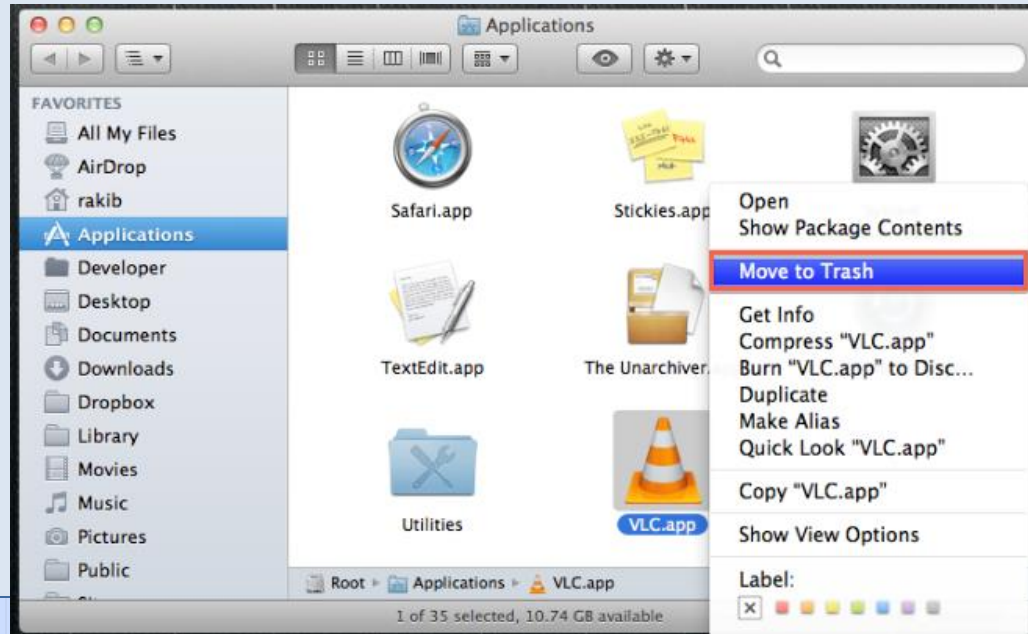 Applications
FAVORITES
All My Files
AirDrop
rakib
Applications
Developer
Desktop
Documents
Downloads
Dropbox
Library
Movies
Music
Pictures
Public
Safari.app
Stickies.app
TextEdit.app
The Unarchiver.
Utilities
VLC.app
Open
Show Package Contents
Move to Trash
Get Info
Compress “VLC.app”
Burn “VLC.app” to Disc...
Duplicate
Make Alias
Quick Look “VLC.app”
Copy “VLC.app”
Show View Options
Label:
Root ▸ Applications ▸ VLC.app
1 of 35 selected, 10.74 GB available